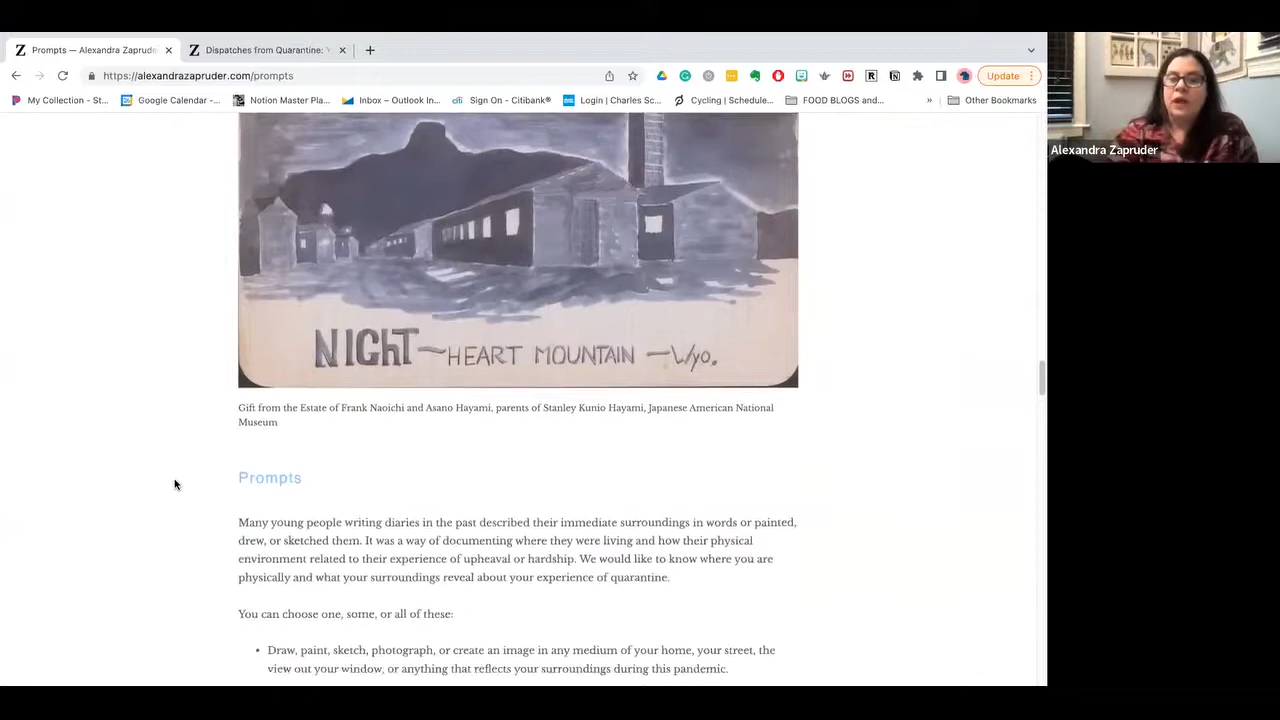 Prompts — Alexandra Zaprude
Dispatches from Quarantine: Y
https://alexandrazapruder.com/prompts
Update
My Collection - St...
Google Calendar -...
Notion Master Pla...
Inbox – Outlook In...
citi Sign On - Citibank®
Login | Charles Sc...
Cycling | Schedule...
FOOD BLOGS and...
»
Other Bookmarks
Alexandra Zapruder
NIGhT ~ HEART MOUNTAIN — Wyo.
Gift from the Estate of Frank Naoichi and Asano Hayami, parents of Stanley Kunio Hayami, Japanese American National
Museum
Prompts
Many young people writing diaries in the past described their immediate surroundings in words or painted,
drew, or sketched them. It was a way of documenting where they were living and how their physical
environment related to their experience of upheaval or hardship. We would like to know where you are
physically and what your surroundings reveal about your experience of quarantine.
You can choose one, some, or all of these:
• Draw, paint, sketch, photograph, or create an image in any medium of your home, your street, the
view out your window, or anything that reflects your surroundings during this pandemic.